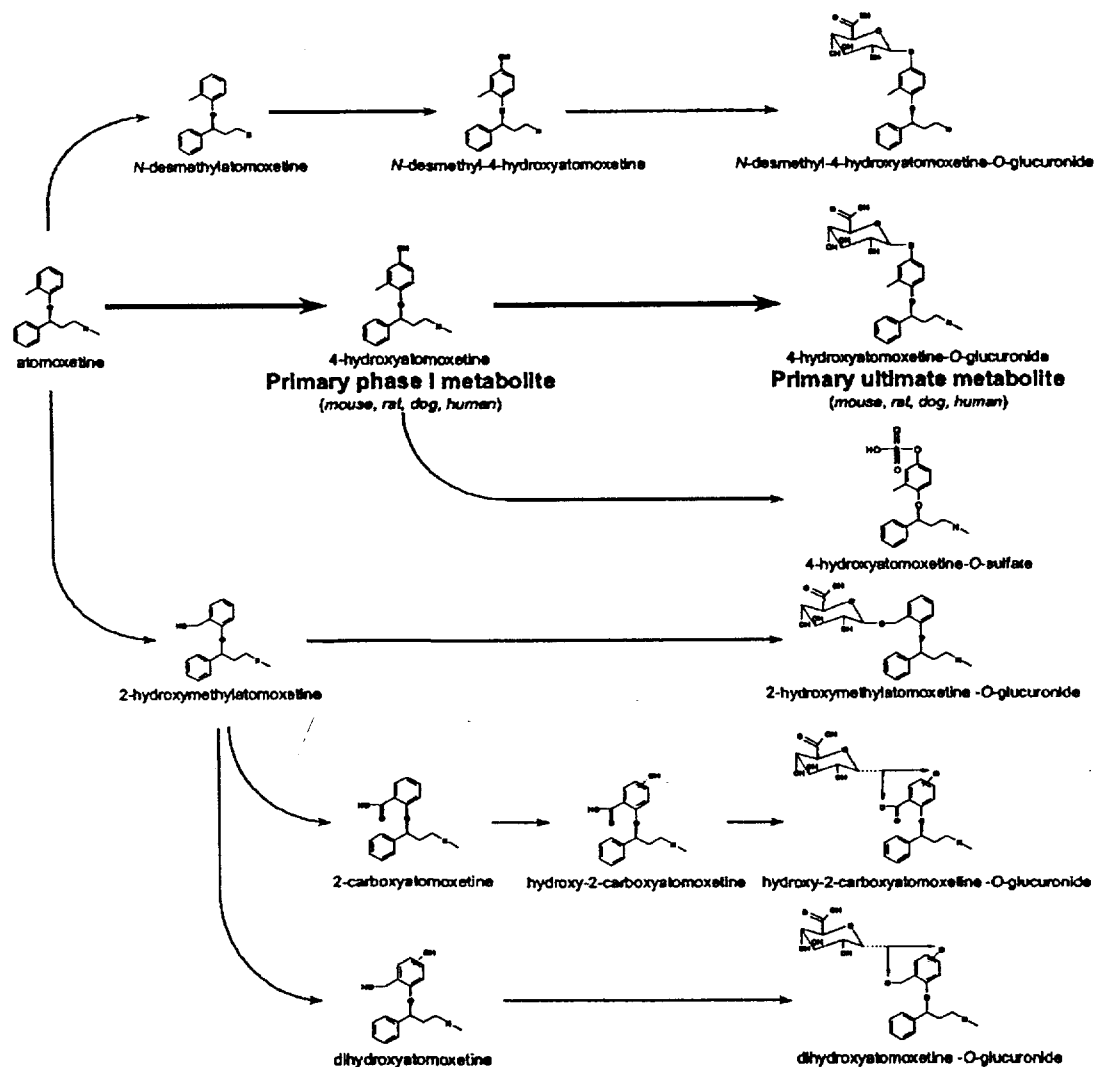 N-desmethylatomoxetine
N-desmethyl-4-hydroxyatomoxetine
N-desmethyl-4-hydroxyatomoxetine-O-glucuronide
atomoxetine
4-hydroxyatomoxetine
Primary phase I metabolite
(mouse, rat, dog, human)
4-hydroxyatomoxetine-O-glucuronide
Primary ultimate metabolite
(mouse, rat, dog, human)
HO
O
O
O
O
N
4-hydroxyatomoxetine-O-sulfate
2-hydroxymethylatomoxetine
2-hydroxymethylatomoxetine -O-glucuronide
2-carboxyatomoxetine
hydroxy-2-carboxyatomoxetine
hydroxy-2-carboxyatomoxetine -O-glucuronide
dihydroxyatomoxetine
dihydroxyatomoxetine -O-glucuronide